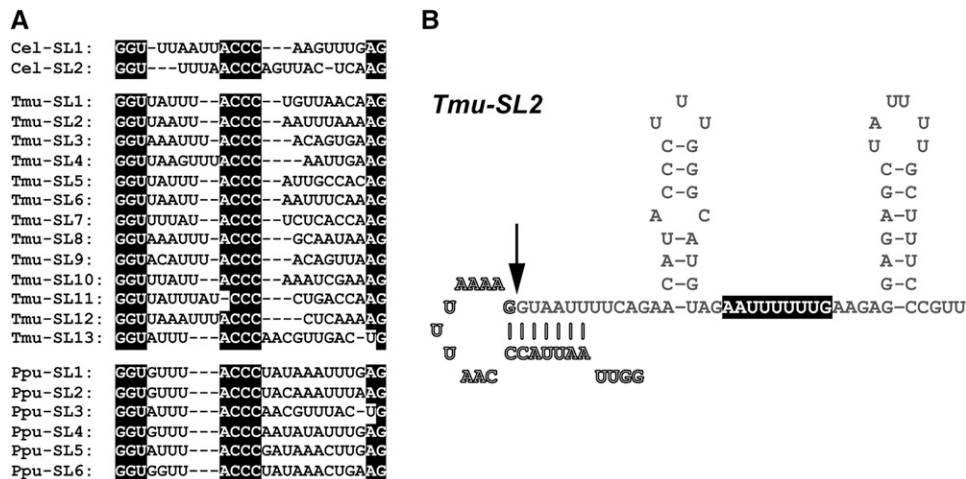 A
Cel-SL1: GGU-UUAAUUACCC---AAGUUUGAG
Cel-SL2: GGU---UUUAACCCAGUUAC-UCAAG
Tmu-SL1: GGUUAUUU--ACCC--UGUUAACAAG
Tmu-SL2: GGUUAAUU--ACCC--AAUUUAAAAG
Tmu-SL3: GGUAAAUUU-ACCC---ACAGUGAAG
Tmu-SL4: GGUUAAGUUUACCC----AAUUGAAG
Tmu-SL5: GGUUAUUU--ACCC--AUUGCCACAG
Tmu-SL6: GGUUAAUU--ACCC--AAUUUCAAAG
Tmu-SL7: GGUUUUAU--ACCC--UCUCACCAAG
Tmu-SL8: GGUAAAUUU-ACCC---GCAAUAAAG
Tmu-SL9: GGUACAUUU-ACCC---ACAGUUAAG
Tmu-SL10: GGUUUAUU--ACCC--AAAUCGAAAG
Tmu-SL11: GGUUAUUUAU-CCC---CUGACCAAG
Tmu-SL12: GGUUAAAUUUACCC----CUCAAAAG
Tmu-SL13: GGUAUUU---ACCCAACGUUGAC-UG
Ppu-SL1: GGUGUUU---ACCCUAUAAAUUUGAG
Ppu-SL2: GGUGUUU---ACCCUACAAAUUUAAG
Ppu-SL3: GGUAUUU---ACCCAACGUUUAC-UG
Ppu-SL4: GGUGUUU---ACCCAAUAUAUUUGAG
Ppu-SL5: GGUAUUU---ACCCGAUAAACUUGAG
Ppu-SL6: GGUGGUU---ACCCUAUAAACUGAAG
B
Tmu-SL2
U UU
U U A U
C-G U U
C-G C-G
C-G G-C
A C A-U
U-A G-U
A-U A-U
C-G G-C
AAAA
U GGUAAUUUUCAGAA-UAGAAUUUUUUGAAGAG-CCGUU
U
U CCAUUAA
AAC UUGG